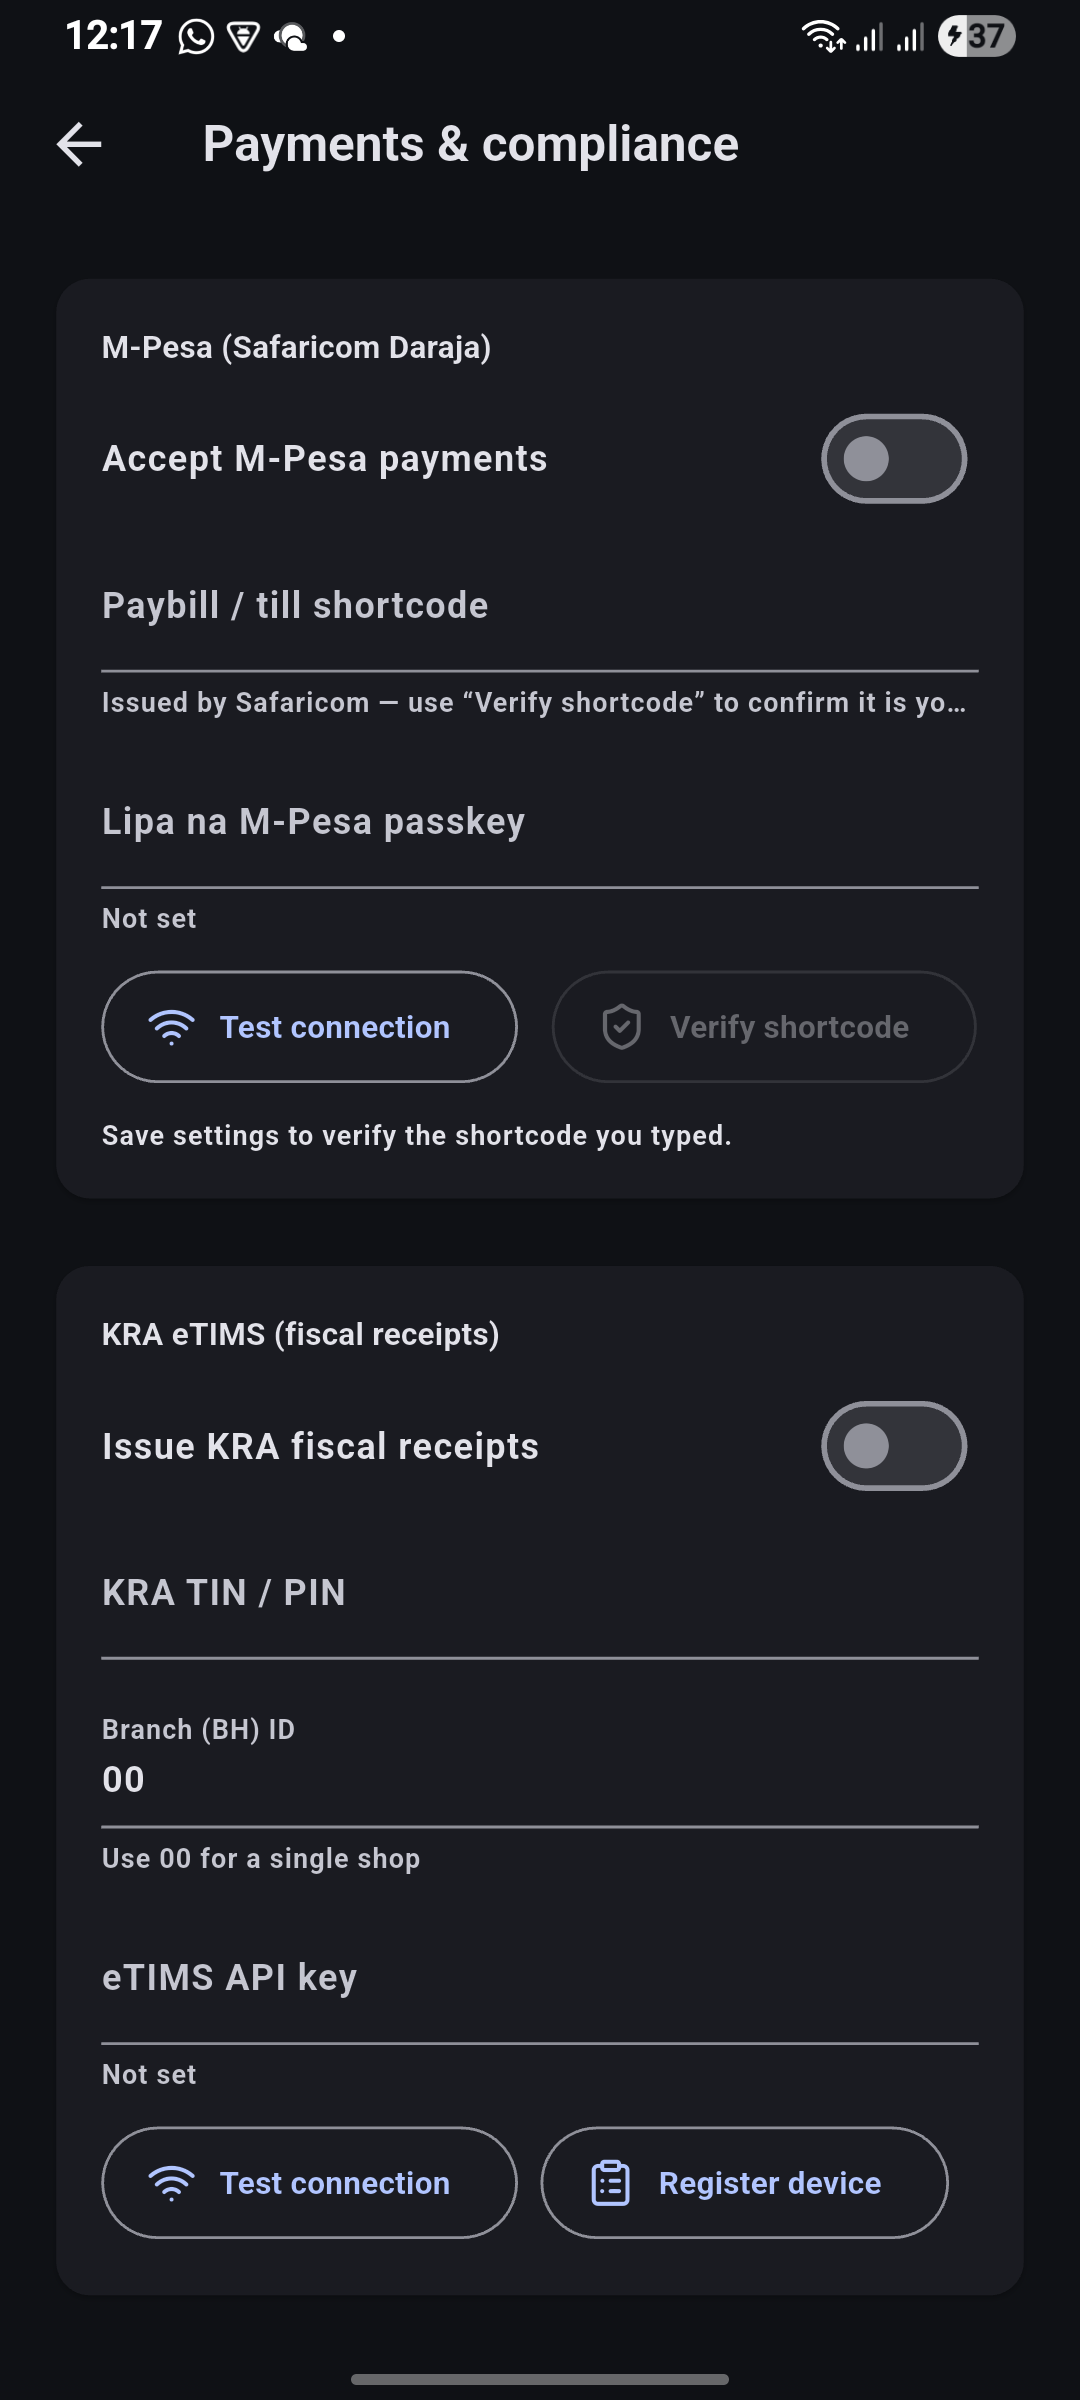 12:17
37
Payments & compliance
M-Pesa (Safaricom Daraja)
Accept M-Pesa payments
Paybill / till shortcode
Issued by Safaricom — use “Verify shortcode” to confirm it is yo…
Lipa na M-Pesa passkey
Not set
Test connection
Verify shortcode
Save settings to verify the shortcode you typed.
KRA eTIMS (fiscal receipts)
Issue KRA fiscal receipts
KRA TIN / PIN
Branch (BH) ID
00
Use 00 for a single shop
eTIMS API key
Not set
Test connection
Register device